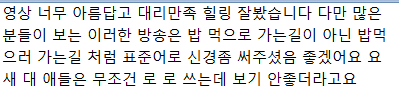 영상 너무 아름답고 대리만족 힐링 잘봤습니다 다만 많은
분들이 보는 이러한 방송은 밥 먹으로 가는길이 아닌 밥먹
으러 가는길 처럼 표준어로 신경좀 써주셨음 좋겠어요 요
새 대 애들은 무조건 로 로 쓰는데 보기 안좋더라고요